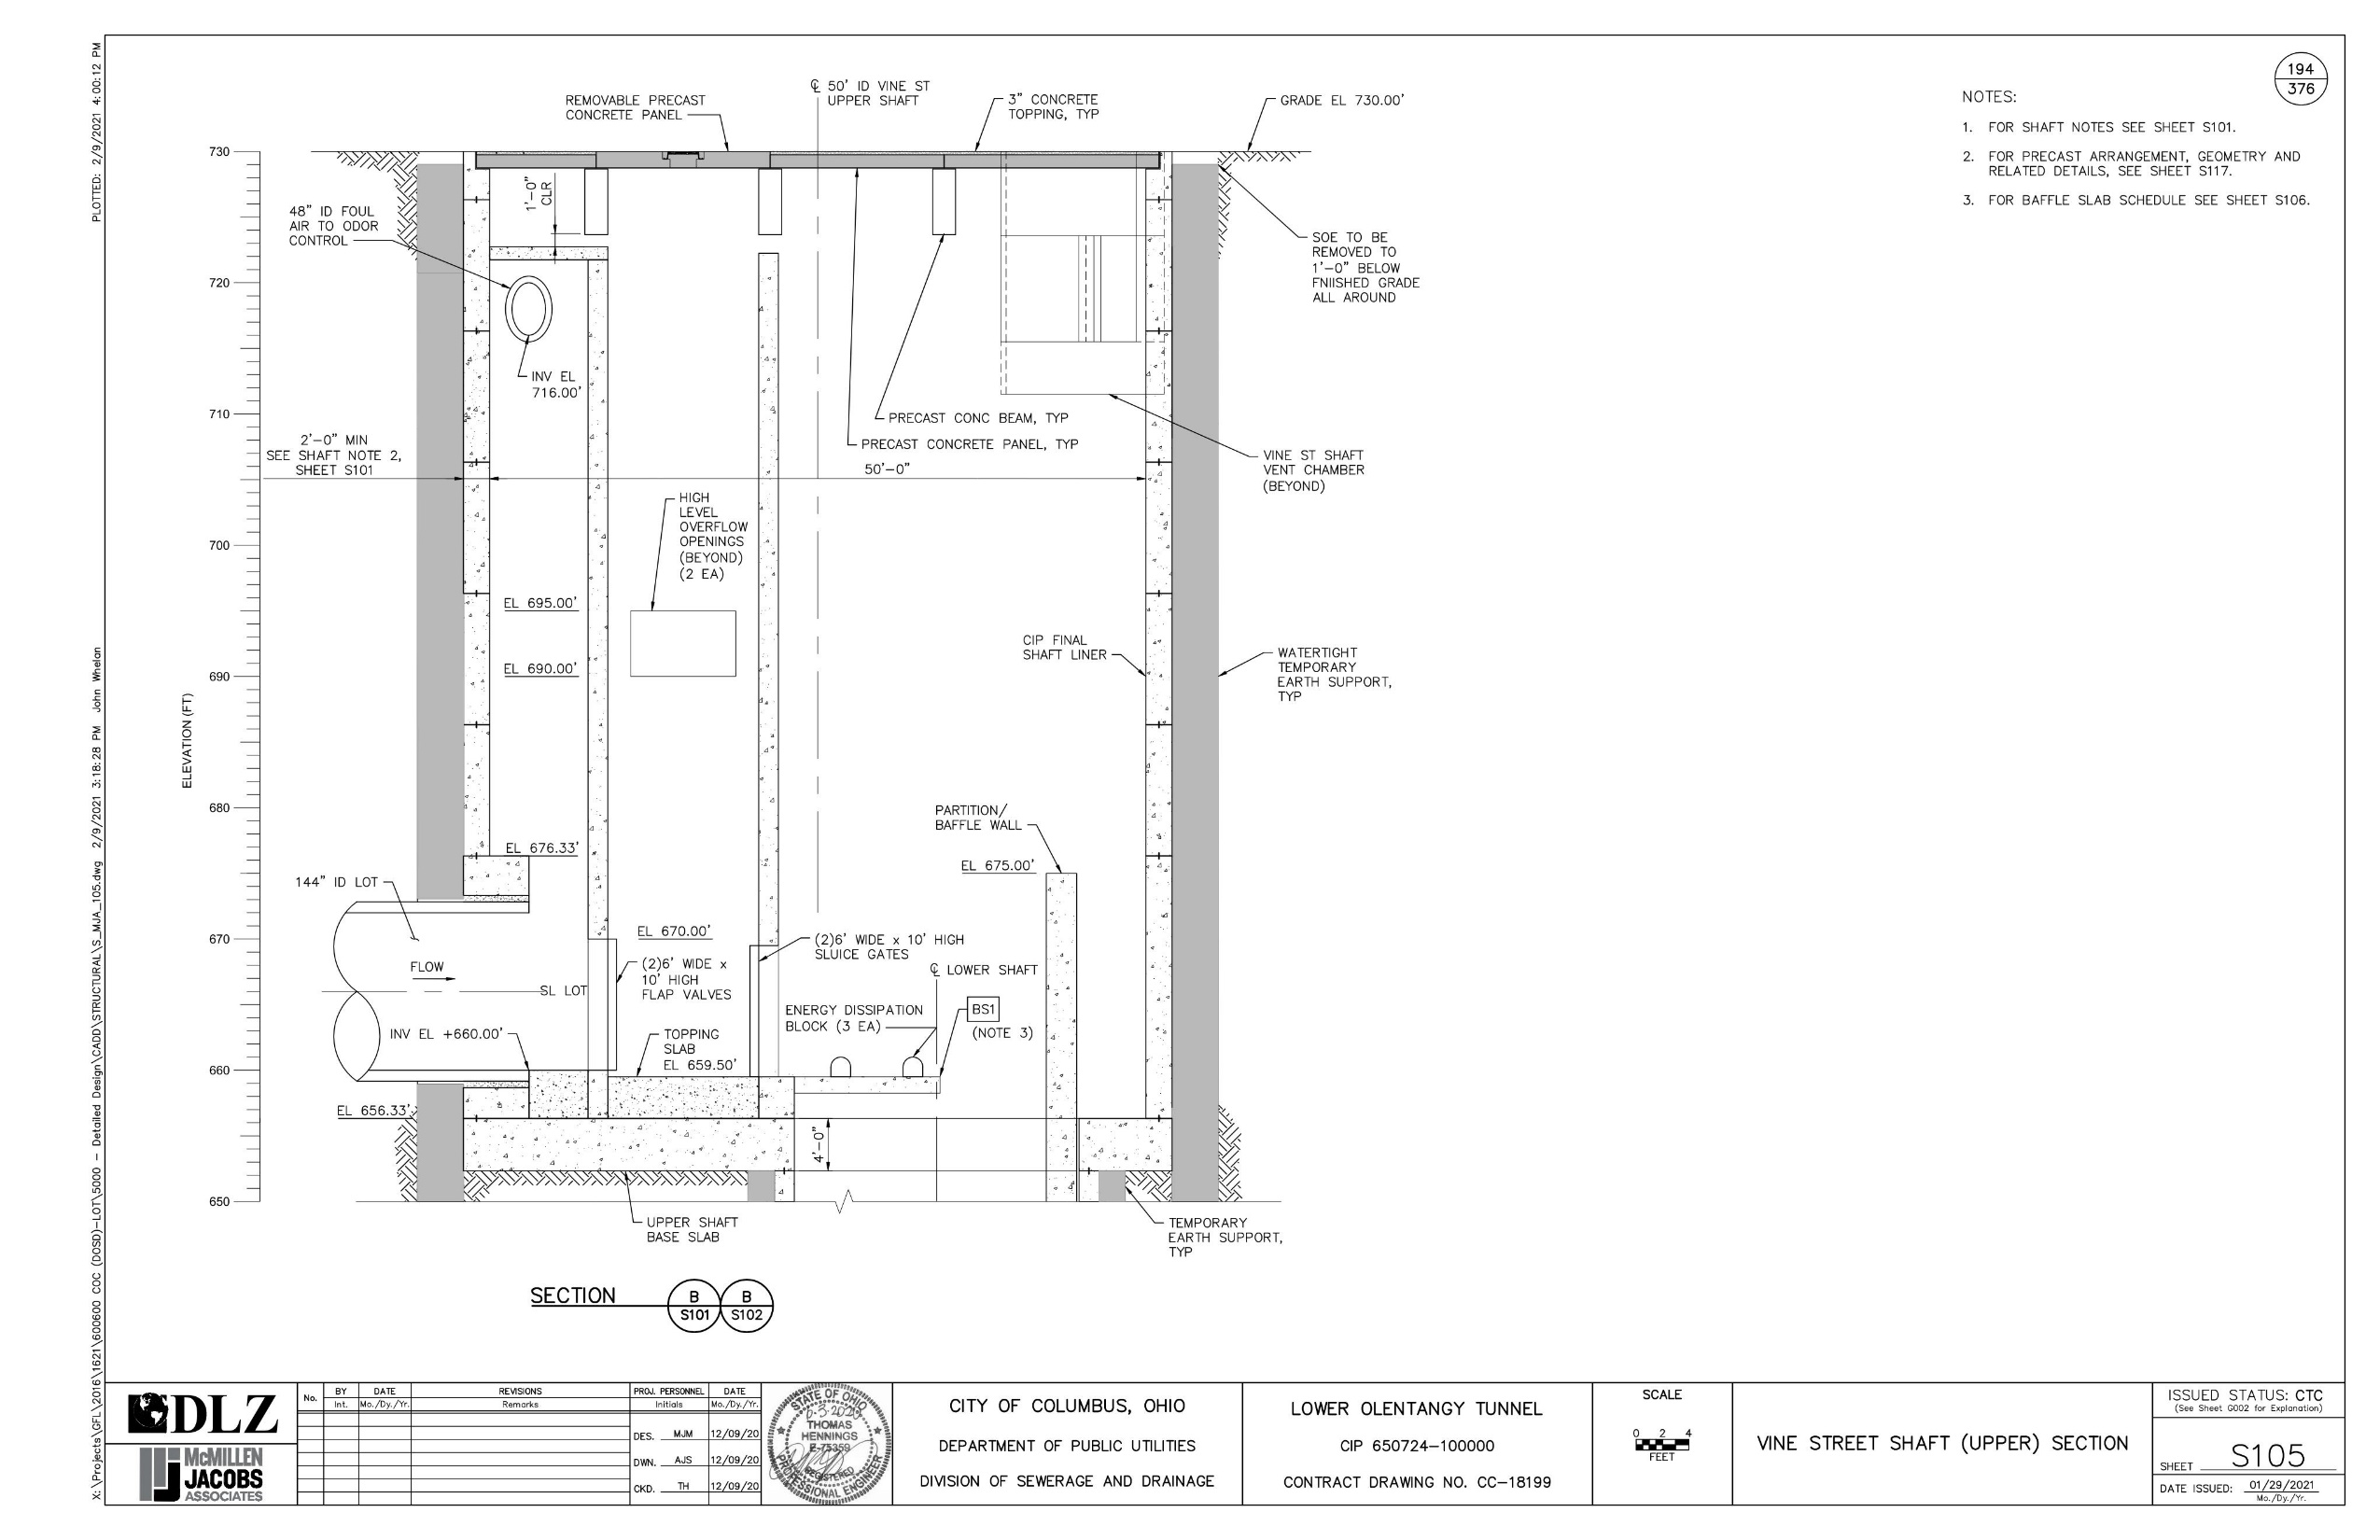 194
376
NOTES:
1. FOR SHAFT NOTES SEE SHEET S101.
2. FOR PRECAST ARRANGEMENT, GEOMETRY AND
RELATED DETAILS, SEE SHEET S117.
3. FOR BAFFLE SLAB SCHEDULE SEE SHEET S106.
PLOTTED: 2/9/2021 4:00:12 PM
X:\Projects\GFL\2016\1621\600600 COC (DOSD)-LOT\5000 - Detailed Design\CADD\STRUCTURAL\S_MJA_105.dwg 2/9/2021 3:18:28 PM John Whelan
REMOVABLE PRECAST
CONCRETE PANEL
℄ 50' ID VINE ST
UPPER SHAFT
3" CONCRETE
TOPPING, TYP
GRADE EL 730.00'
730
720
710
700
690
680
670
660
650
ELEVATION (FT)
1'-0"
CLR
48" ID FOUL
AIR TO ODOR
CONTROL
SOE TO BE
REMOVED TO
1'-0" BELOW
FNIISHED GRADE
ALL AROUND
INV EL
716.00'
PRECAST CONC BEAM, TYP
PRECAST CONCRETE PANEL, TYP
2'-0" MIN
SEE SHAFT NOTE 2,
SHEET S101
50'-0"
VINE ST SHAFT
VENT CHAMBER
(BEYOND)
HIGH
LEVEL
OVERFLOW
OPENINGS
(BEYOND)
(2 EA)
EL 695.00'
EL 690.00'
CIP FINAL
SHAFT LINER
WATERTIGHT
TEMPORARY
EARTH SUPPORT,
TYP
PARTITION/
BAFFLE WALL
EL 676.33'
EL 675.00'
144" ID LOT
EL 670.00'
(2)6' WIDE x 10' HIGH
SLUICE GATES
FLOW
(2)6' WIDE x
10' HIGH
FLAP VALVES
℄ LOWER SHAFT
SL LOT
ENERGY DISSIPATION
BLOCK (3 EA)
BS1
(NOTE 3)
INV EL +660.00'
TOPPING
SLAB
EL 659.50'
EL 656.33'
4'-0"
UPPER SHAFT
BASE SLAB
TEMPORARY
EARTH SUPPORT,
TYP
SECTION
B
S101
B
S102
DLZ
McMILLEN
JACOBS
ASSOCIATES
No.
BY
Int.
DATE
Mo./Dy./Yr.
REVISIONS
Remarks
PROJ. PERSONNEL
Initials
DATE
Mo./Dy./Yr.
DES. MJM 12/09/20
DWN. AJS 12/09/20
CKD. TH 12/09/20
STATE OF OHIO
THOMAS
HENNINGS
E-75359
REGISTERED
PROFESSIONAL ENGINEER
CITY OF COLUMBUS, OHIO
DEPARTMENT OF PUBLIC UTILITIES
DIVISION OF SEWERAGE AND DRAINAGE
LOWER OLENTANGY TUNNEL
CIP 650724-100000
CONTRACT DRAWING NO. CC-18199
SCALE
0 2 4
FEET
VINE STREET SHAFT (UPPER) SECTION
ISSUED STATUS: CTC
(See Sheet G002 for Explanation)
SHEET S105
DATE ISSUED: 01/29/2021
Mo./Dy./Yr.